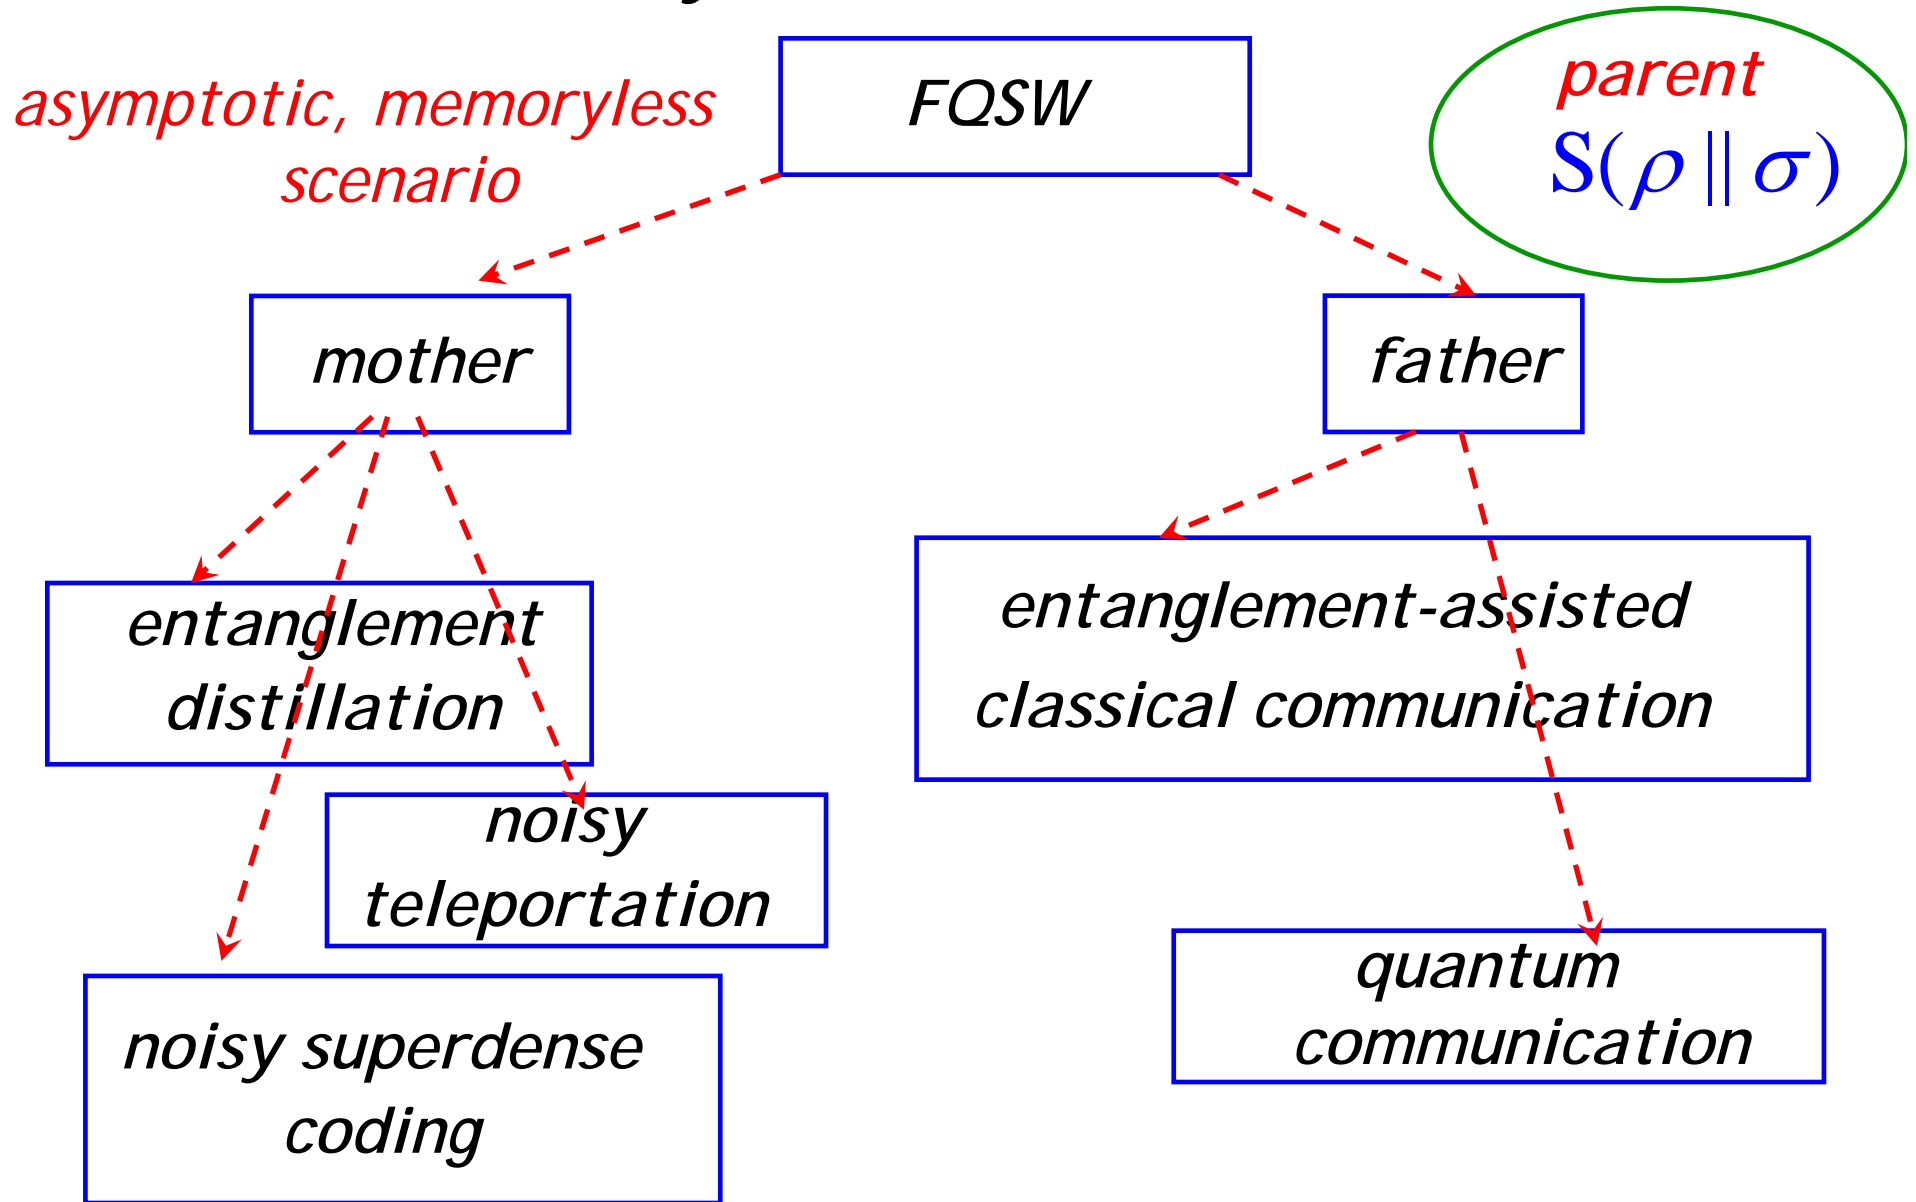 FQSW
parent
S(ρ || σ)
asymptotic, memoryless
scenario
mother
father
entanglement
distillation
entanglement-assisted
classical communication
noisy
teleportation
quantum
communication
noisy superdense
coding